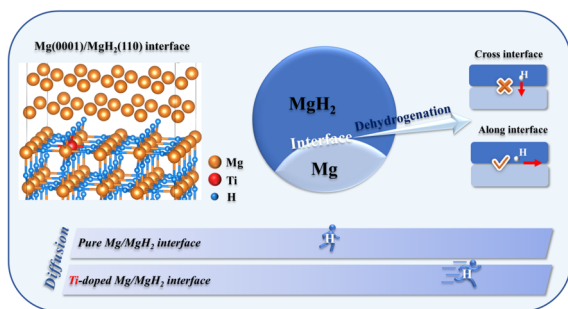 Mg(0001)/MgH2(110) interface
Mg
Ti
H
MgH2
Interface
Mg
Dehydrogenation
Cross interface
H
Along interface
H
Diffusion
Pure Mg/MgH2 interface
H
Ti-doped Mg/MgH2 interface
H